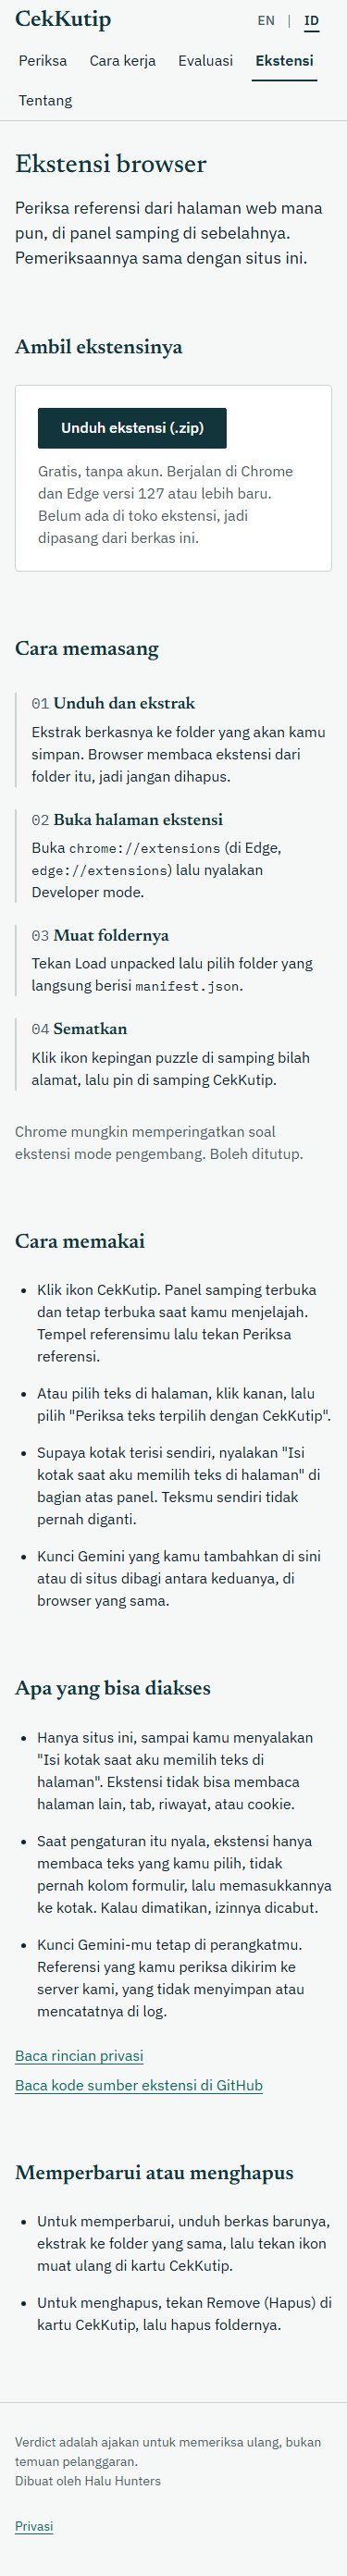 CekKutip
EN | ID
Periksa Cara kerja Evaluasi Ekstensi
Tentang
Ekstensi browser
Periksa referensi dari halaman web mana
pun, di panel samping di sebelahnya.
Pemeriksaannya sama dengan situs ini.
Ambil ekstensinya
Unduh ekstensi (.zip)
Gratis, tanpa akun. Berjalan di Chrome
dan Edge versi 127 atau lebih baru.
Belum ada di toko ekstensi, jadi
dipasang dari berkas ini.
Cara memasang
01 Unduh dan ekstrak
Ekstrak berkasnya ke folder yang akan kamu
simpan. Browser membaca ekstensi dari
folder itu, jadi jangan dihapus.
02 Buka halaman ekstensi
Buka chrome://extensions (di Edge,
edge://extensions) lalu nyalakan
Developer mode.
03 Muat foldernya
Tekan Load unpacked lalu pilih folder yang
langsung berisi manifest.json.
04 Sematkan
Klik ikon kepingan puzzle di samping bilah
alamat, lalu pin di samping CekKutip.
Chrome mungkin memperingatkan soal
ekstensi mode pengembang. Boleh ditutup.
Cara memakai
• Klik ikon CekKutip. Panel samping terbuka
dan tetap terbuka saat kamu menjelajah.
Tempel referensimu lalu tekan Periksa
referensi.
• Atau pilih teks di halaman, klik kanan, lalu
pilih "Periksa teks terpilih dengan CekKutip".
• Supaya kotak terisi sendiri, nyalakan "Isi
kotak saat aku memilih teks di halaman" di
bagian atas panel. Teksmu sendiri tidak
pernah diganti.
• Kunci Gemini yang kamu tambahkan di sini
atau di situs dibagi antara keduanya, di
browser yang sama.
Apa yang bisa diakses
• Hanya situs ini, sampai kamu menyalakan
"Isi kotak saat aku memilih teks di
halaman". Ekstensi tidak bisa membaca
halaman lain, tab, riwayat, atau cookie.
• Saat pengaturan itu nyala, ekstensi hanya
membaca teks yang kamu pilih, tidak
pernah kolom formulir, lalu memasukkannya
ke kotak. Kalau dimatikan, izinnya dicabut.
• Kunci Gemini-mu tetap di perangkatmu.
Referensi yang kamu periksa dikirim ke
server kami, yang tidak menyimpan atau
mencatatnya di log.
Baca rincian privasi
Baca kode sumber ekstensi di GitHub
Memperbarui atau menghapus
• Untuk memperbarui, unduh berkas barunya,
ekstrak ke folder yang sama, lalu tekan ikon
muat ulang di kartu CekKutip.
• Untuk menghapus, tekan Remove (Hapus) di
kartu CekKutip, lalu hapus foldernya.
Verdict adalah ajakan untuk memeriksa ulang, bukan
temuan pelanggaran.
Dibuat oleh Halu Hunters
Privasi